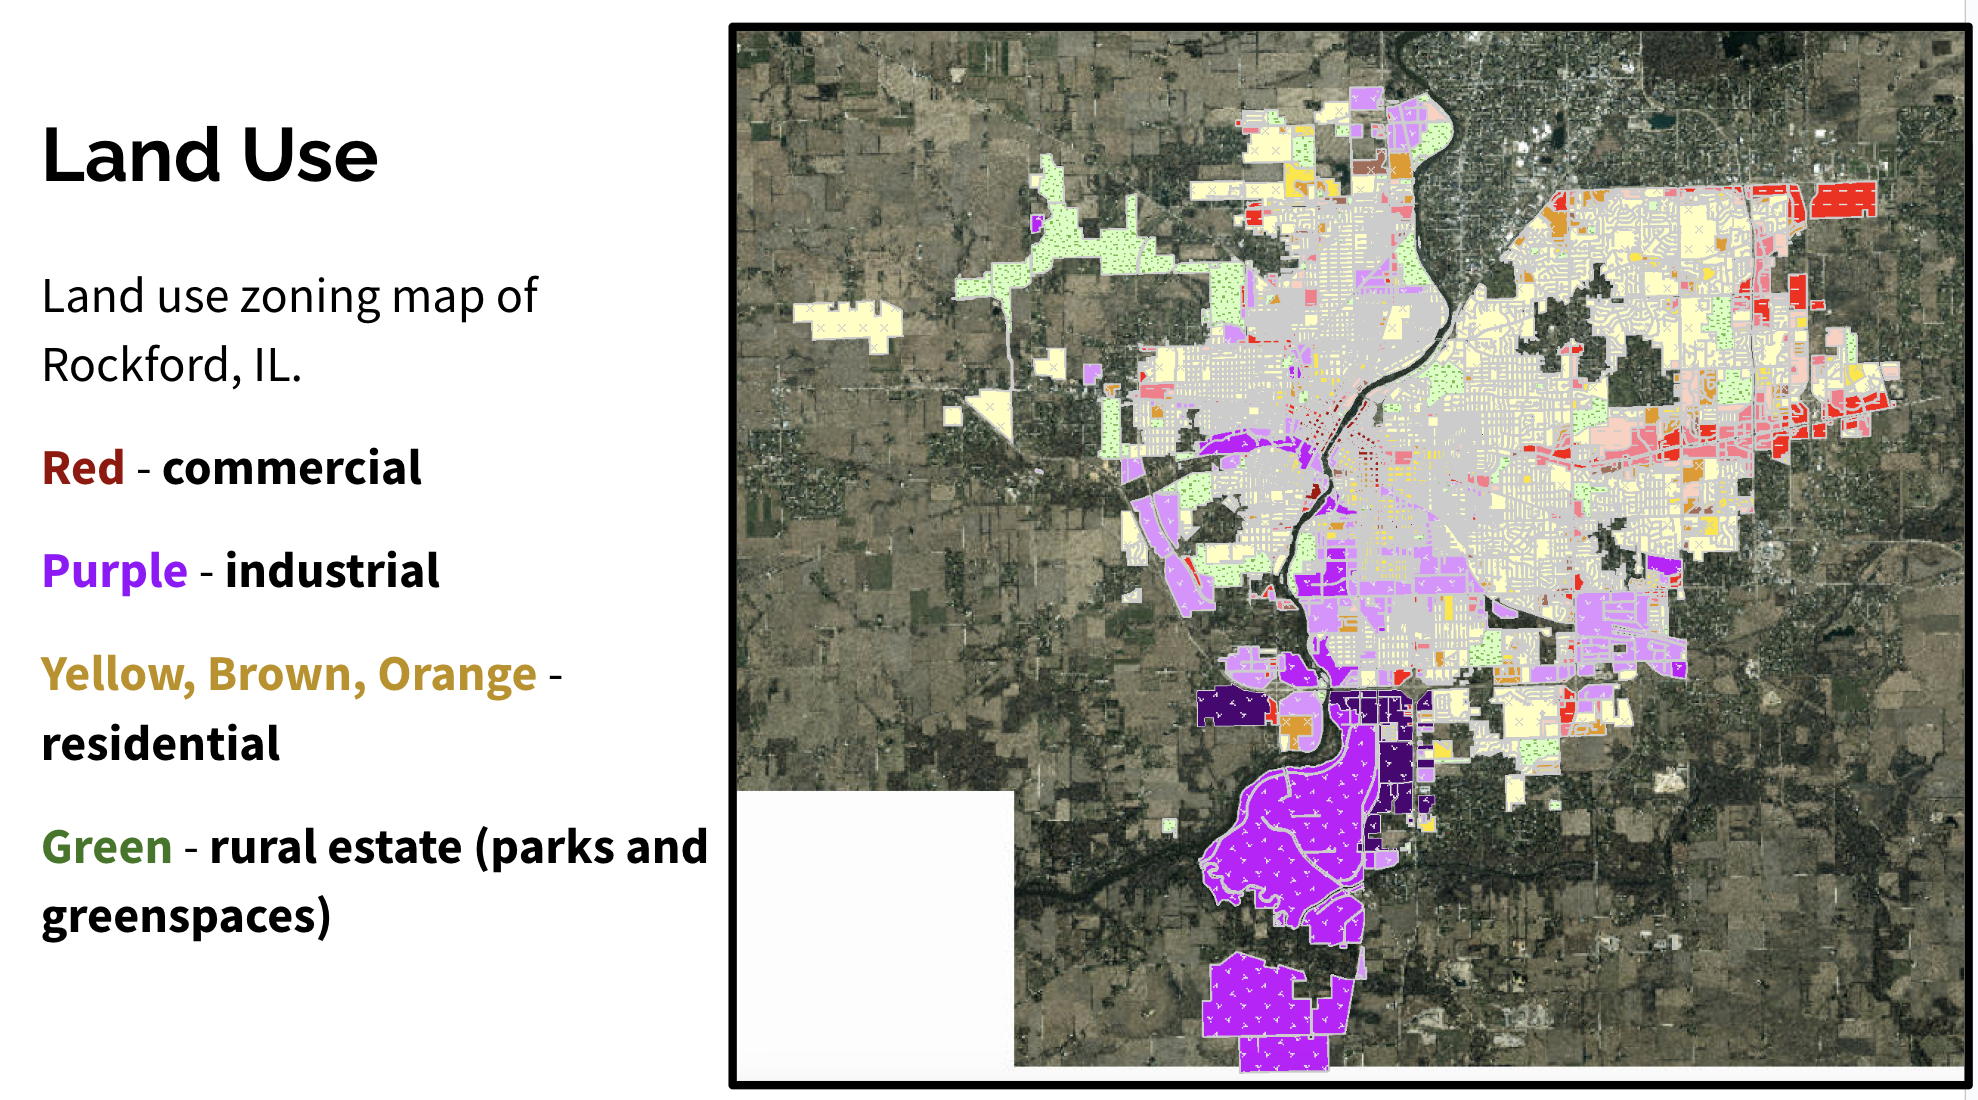 Land Use
Land use zoning map of
Rockford, IL.
Red - commercial
Purple - industrial
Yellow, Brown, Orange -
residential
Green - rural estate (parks and
greenspaces)